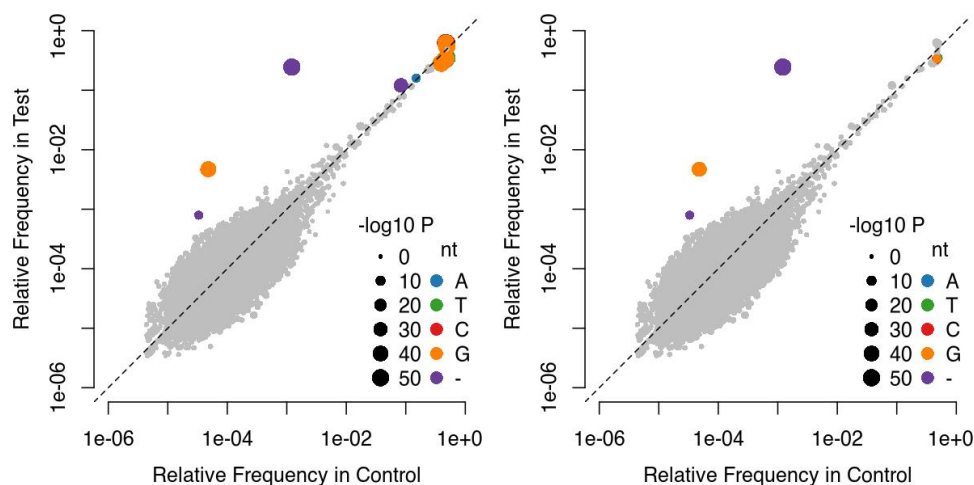 Relative Frequency in Test
1e+0
1e-02
1e-04
1e-06
-log10 P
nt
0
10 A
20 T
30 C
40 G
50 -
1e-06 1e-04 1e-02 1e+0
Relative Frequency in Control
Relative Frequency in Test
1e+0
1e-02
1e-04
1e-06
-log10 P
nt
0
10 A
20 T
30 C
40 G
50 -
1e-06 1e-04 1e-02 1e+0
Relative Frequency in Control